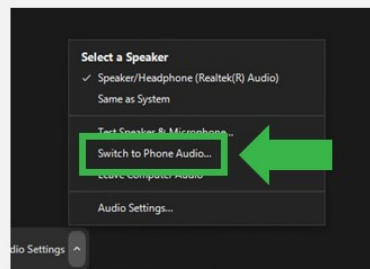 Select a Speaker
✓ Speaker/Headphone (Realtek(R) Audio)
Same as System
Test Speaker & Microphone...
Switch to Phone Audio...
Leave Computer Audio
Audio Settings...
dio Settings